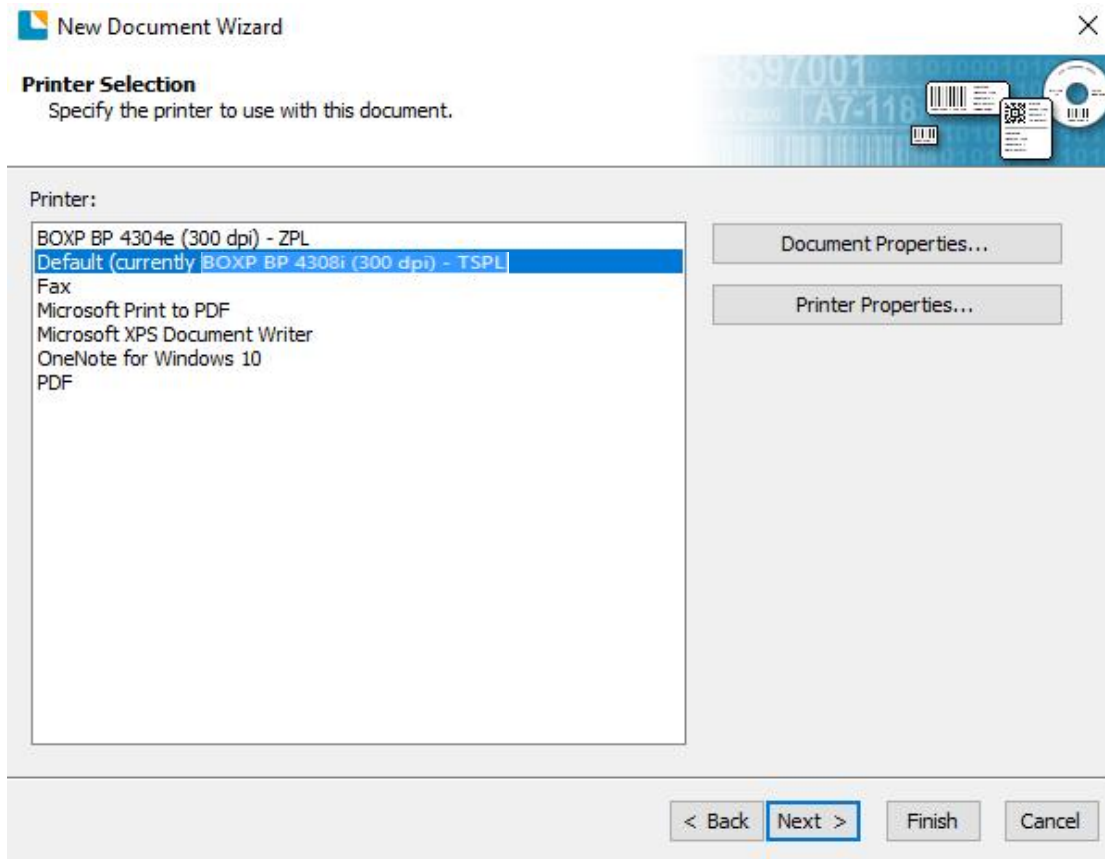 New Document Wizard
Printer Selection
Specify the printer to use with this document.
3597001
A7-118
Printer:
BOXP BP 4304e (300 dpi) - ZPL
Default (currently BOXP BP 4308i (300 dpi) - TSPL
Fax
Microsoft Print to PDF
Microsoft XPS Document Writer
OneNote for Windows 10
PDF
Document Properties...
Printer Properties...
< Back
Next >
Finish
Cancel